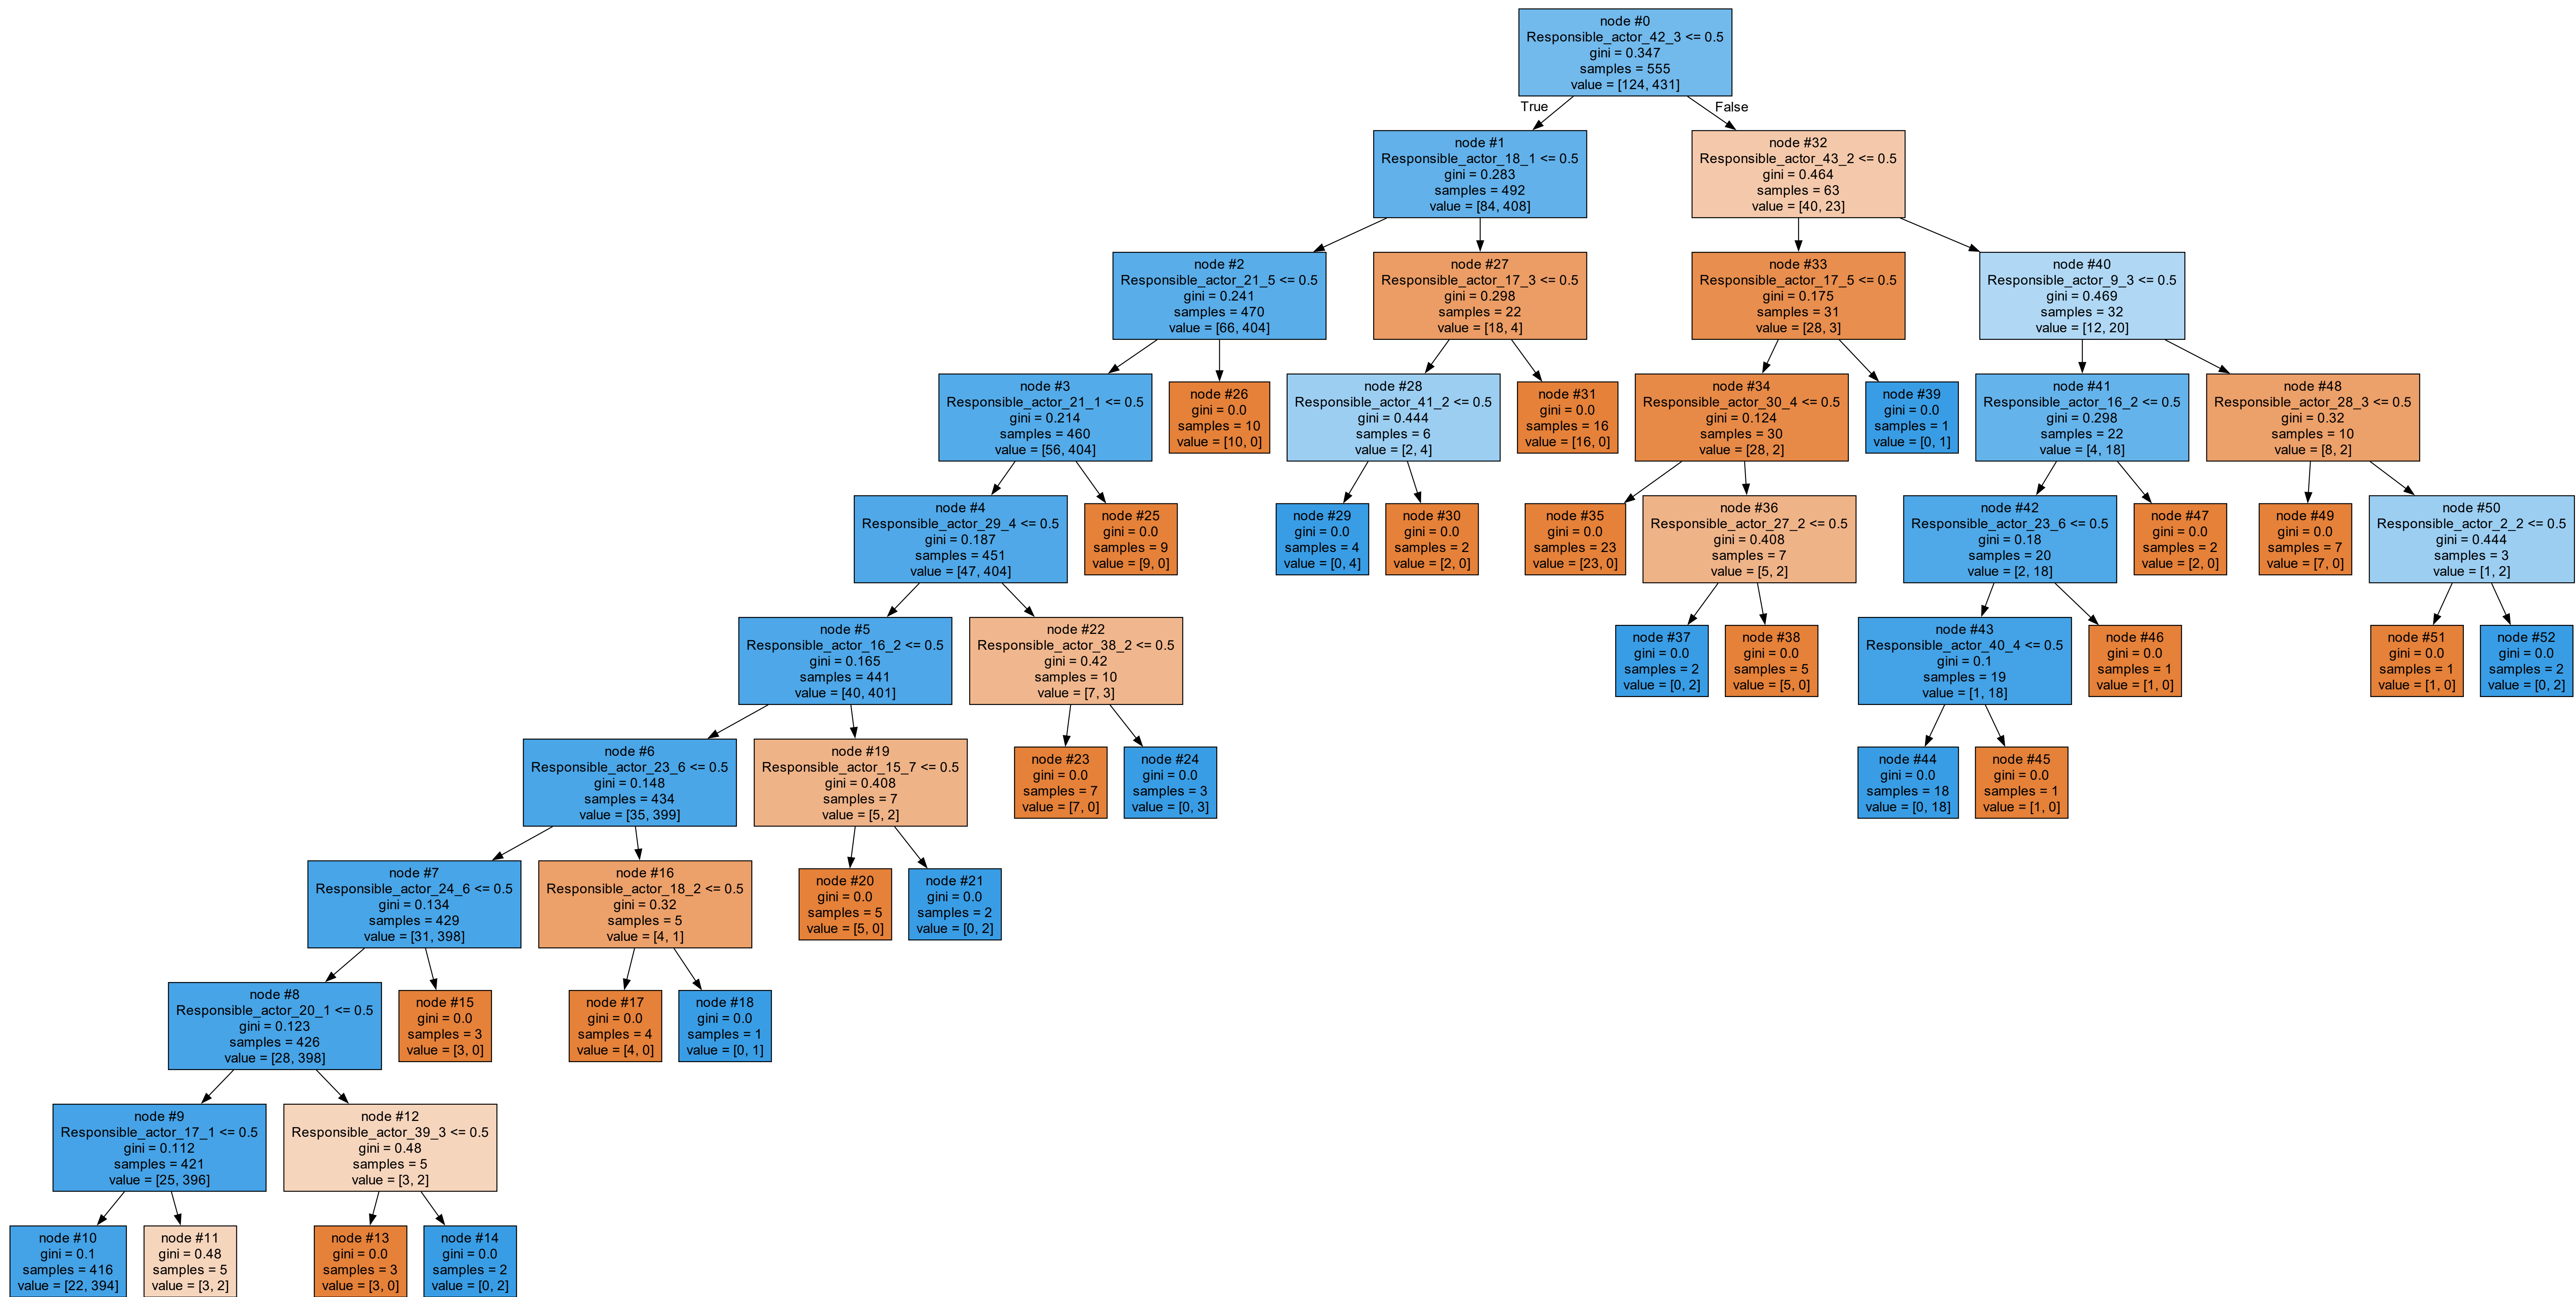 node #0
Responsible_actor_42_3 <= 0.5
gini = 0.347
samples = 555
value = [124, 431]
True
False
node #1
Responsible_actor_18_1 <= 0.5
gini = 0.283
samples = 492
value = [84, 408]
node #32
Responsible_actor_43_2 <= 0.5
gini = 0.464
samples = 63
value = [40, 23]
node #2
Responsible_actor_21_5 <= 0.5
gini = 0.241
samples = 470
value = [66, 404]
node #27
Responsible_actor_17_3 <= 0.5
gini = 0.298
samples = 22
value = [18, 4]
node #33
Responsible_actor_17_5 <= 0.5
gini = 0.175
samples = 31
value = [28, 3]
node #40
Responsible_actor_9_3 <= 0.5
gini = 0.469
samples = 32
value = [12, 20]
node #3
Responsible_actor_21_1 <= 0.5
gini = 0.214
samples = 460
value = [56, 404]
node #26
gini = 0.0
samples = 10
value = [10, 0]
node #28
Responsible_actor_41_2 <= 0.5
gini = 0.444
samples = 6
value = [2, 4]
node #31
gini = 0.0
samples = 16
value = [16, 0]
node #34
Responsible_actor_30_4 <= 0.5
gini = 0.124
samples = 30
value = [28, 2]
node #39
gini = 0.0
samples = 1
value = [0, 1]
node #41
Responsible_actor_16_2 <= 0.5
gini = 0.298
samples = 22
value = [4, 18]
node #48
Responsible_actor_28_3 <= 0.5
gini = 0.32
samples = 10
value = [8, 2]
node #4
Responsible_actor_29_4 <= 0.5
gini = 0.187
samples = 451
value = [47, 404]
node #25
gini = 0.0
samples = 9
value = [9, 0]
node #29
gini = 0.0
samples = 4
value = [0, 4]
node #30
gini = 0.0
samples = 2
value = [2, 0]
node #35
gini = 0.0
samples = 23
value = [23, 0]
node #36
Responsible_actor_27_2 <= 0.5
gini = 0.408
samples = 7
value = [5, 2]
node #42
Responsible_actor_23_6 <= 0.5
gini = 0.18
samples = 20
value = [2, 18]
node #47
gini = 0.0
samples = 2
value = [2, 0]
node #49
gini = 0.0
samples = 7
value = [7, 0]
node #50
Responsible_actor_2_2 <= 0.5
gini = 0.444
samples = 3
value = [1, 2]
node #5
Responsible_actor_16_2 <= 0.5
gini = 0.165
samples = 441
value = [40, 401]
node #22
Responsible_actor_38_2 <= 0.5
gini = 0.42
samples = 10
value = [7, 3]
node #37
gini = 0.0
samples = 2
value = [0, 2]
node #38
gini = 0.0
samples = 5
value = [5, 0]
node #43
Responsible_actor_40_4 <= 0.5
gini = 0.1
samples = 19
value = [1, 18]
node #46
gini = 0.0
samples = 1
value = [1, 0]
node #51
gini = 0.0
samples = 1
value = [1, 0]
node #52
gini = 0.0
samples = 2
value = [0, 2]
node #6
Responsible_actor_23_6 <= 0.5
gini = 0.148
samples = 434
value = [35, 399]
node #19
Responsible_actor_15_7 <= 0.5
gini = 0.408
samples = 7
value = [5, 2]
node #23
gini = 0.0
samples = 7
value = [7, 0]
node #24
gini = 0.0
samples = 3
value = [0, 3]
node #44
gini = 0.0
samples = 18
value = [0, 18]
node #45
gini = 0.0
samples = 1
value = [1, 0]
node #7
Responsible_actor_24_6 <= 0.5
gini = 0.134
samples = 429
value = [31, 398]
node #16
Responsible_actor_18_2 <= 0.5
gini = 0.32
samples = 5
value = [4, 1]
node #20
gini = 0.0
samples = 5
value = [5, 0]
node #21
gini = 0.0
samples = 2
value = [0, 2]
node #8
Responsible_actor_20_1 <= 0.5
gini = 0.123
samples = 426
value = [28, 398]
node #15
gini = 0.0
samples = 3
value = [3, 0]
node #17
gini = 0.0
samples = 4
value = [4, 0]
node #18
gini = 0.0
samples = 1
value = [0, 1]
node #9
Responsible_actor_17_1 <= 0.5
gini = 0.112
samples = 421
value = [25, 396]
node #12
Responsible_actor_39_3 <= 0.5
gini = 0.48
samples = 5
value = [3, 2]
node #10
gini = 0.1
samples = 416
value = [22, 394]
node #11
gini = 0.48
samples = 5
value = [3, 2]
node #13
gini = 0.0
samples = 3
value = [3, 0]
node #14
gini = 0.0
samples = 2
value = [0, 2]